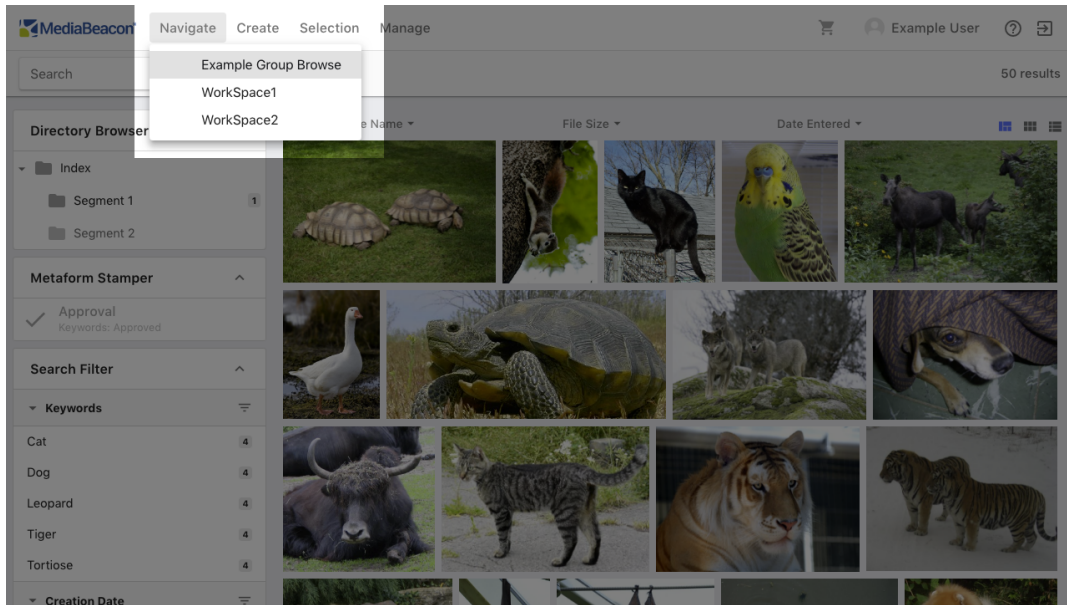 MediaBeacon Navigate Create Selection Manage Example User
Example Group Browse
WorkSpace1
WorkSpace2
Search
50 results
Directory Browser
Name File Size Date Entered
Index
Segment 1 1
Segment 2
Metaform Stamper
Approval
Keywords: Approved
Search Filter
Keywords
Cat 4
Dog 4
Leopard 4
Tiger 4
Tortiose 4
Creation Date